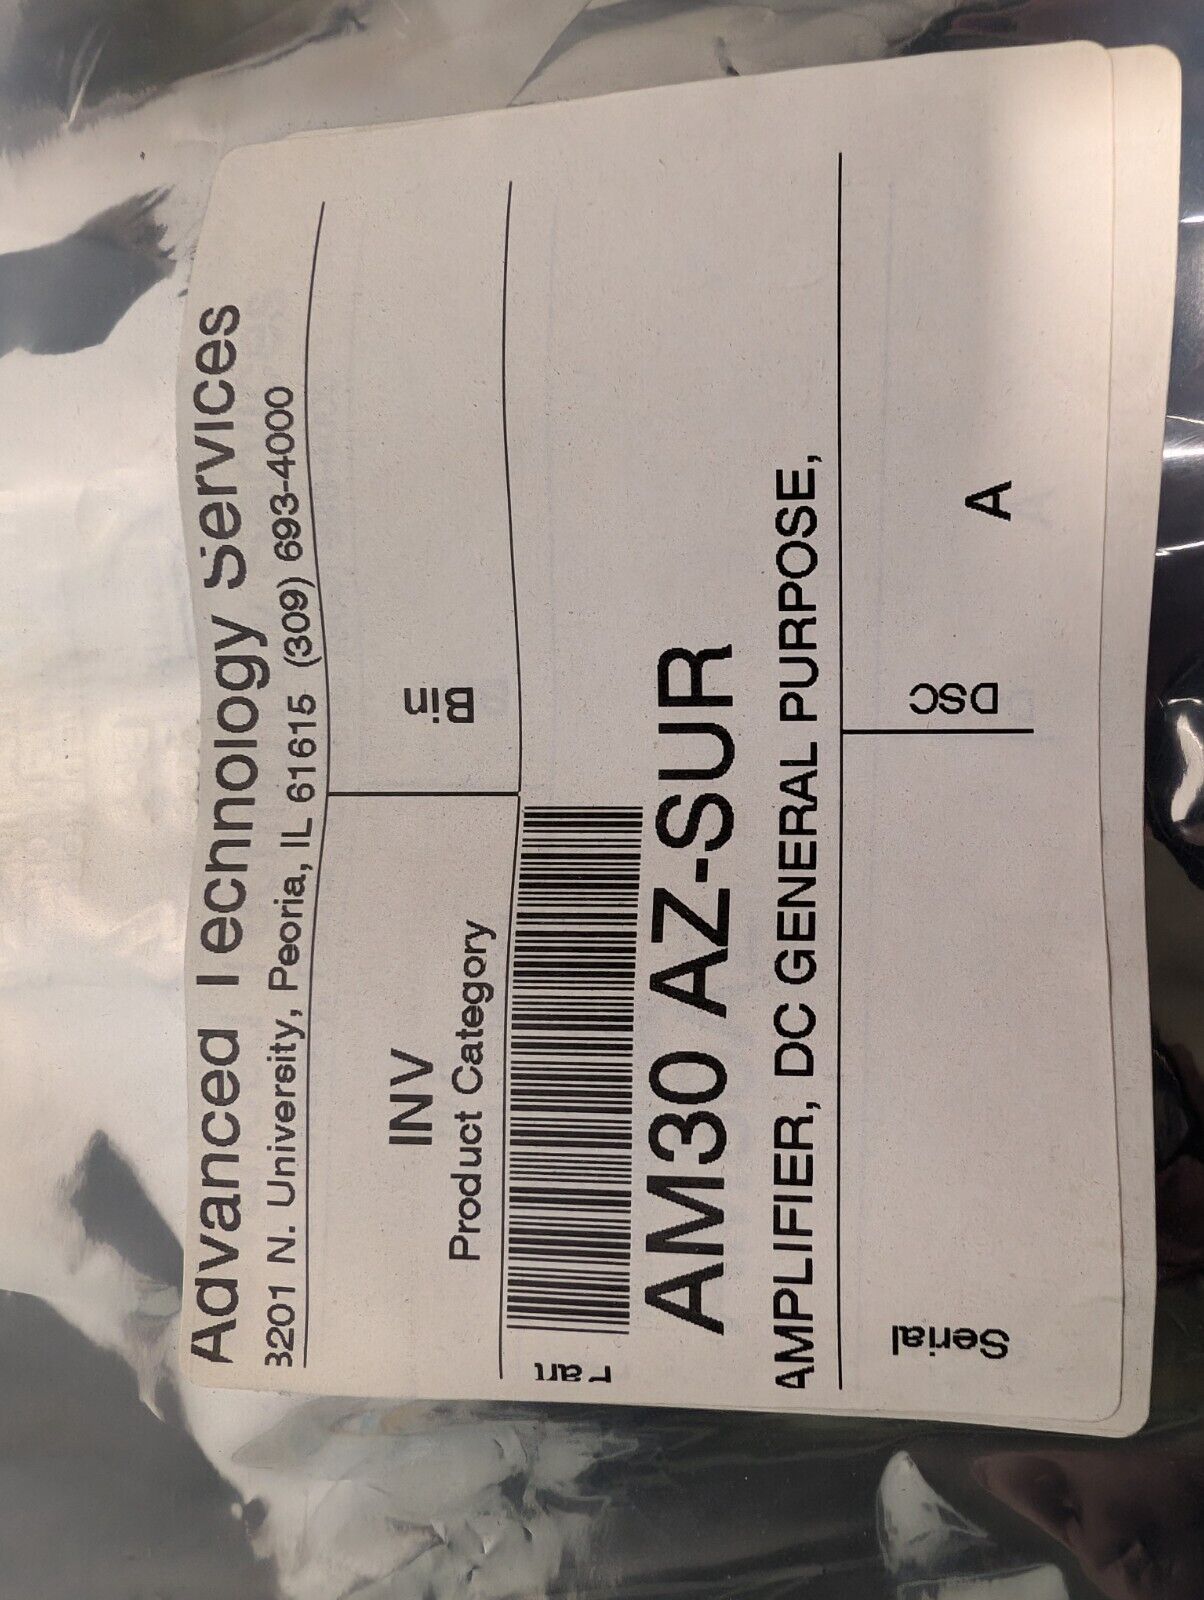 Advanced Technology Services
3201 N. University, Peoria, IL 61615 (309) 693-4000
INV
Product Category
Bin
Part
AM30 AZ-SUR
AMPLIFIER, DC GENERAL PURPOSE,
Serial
DSC
A